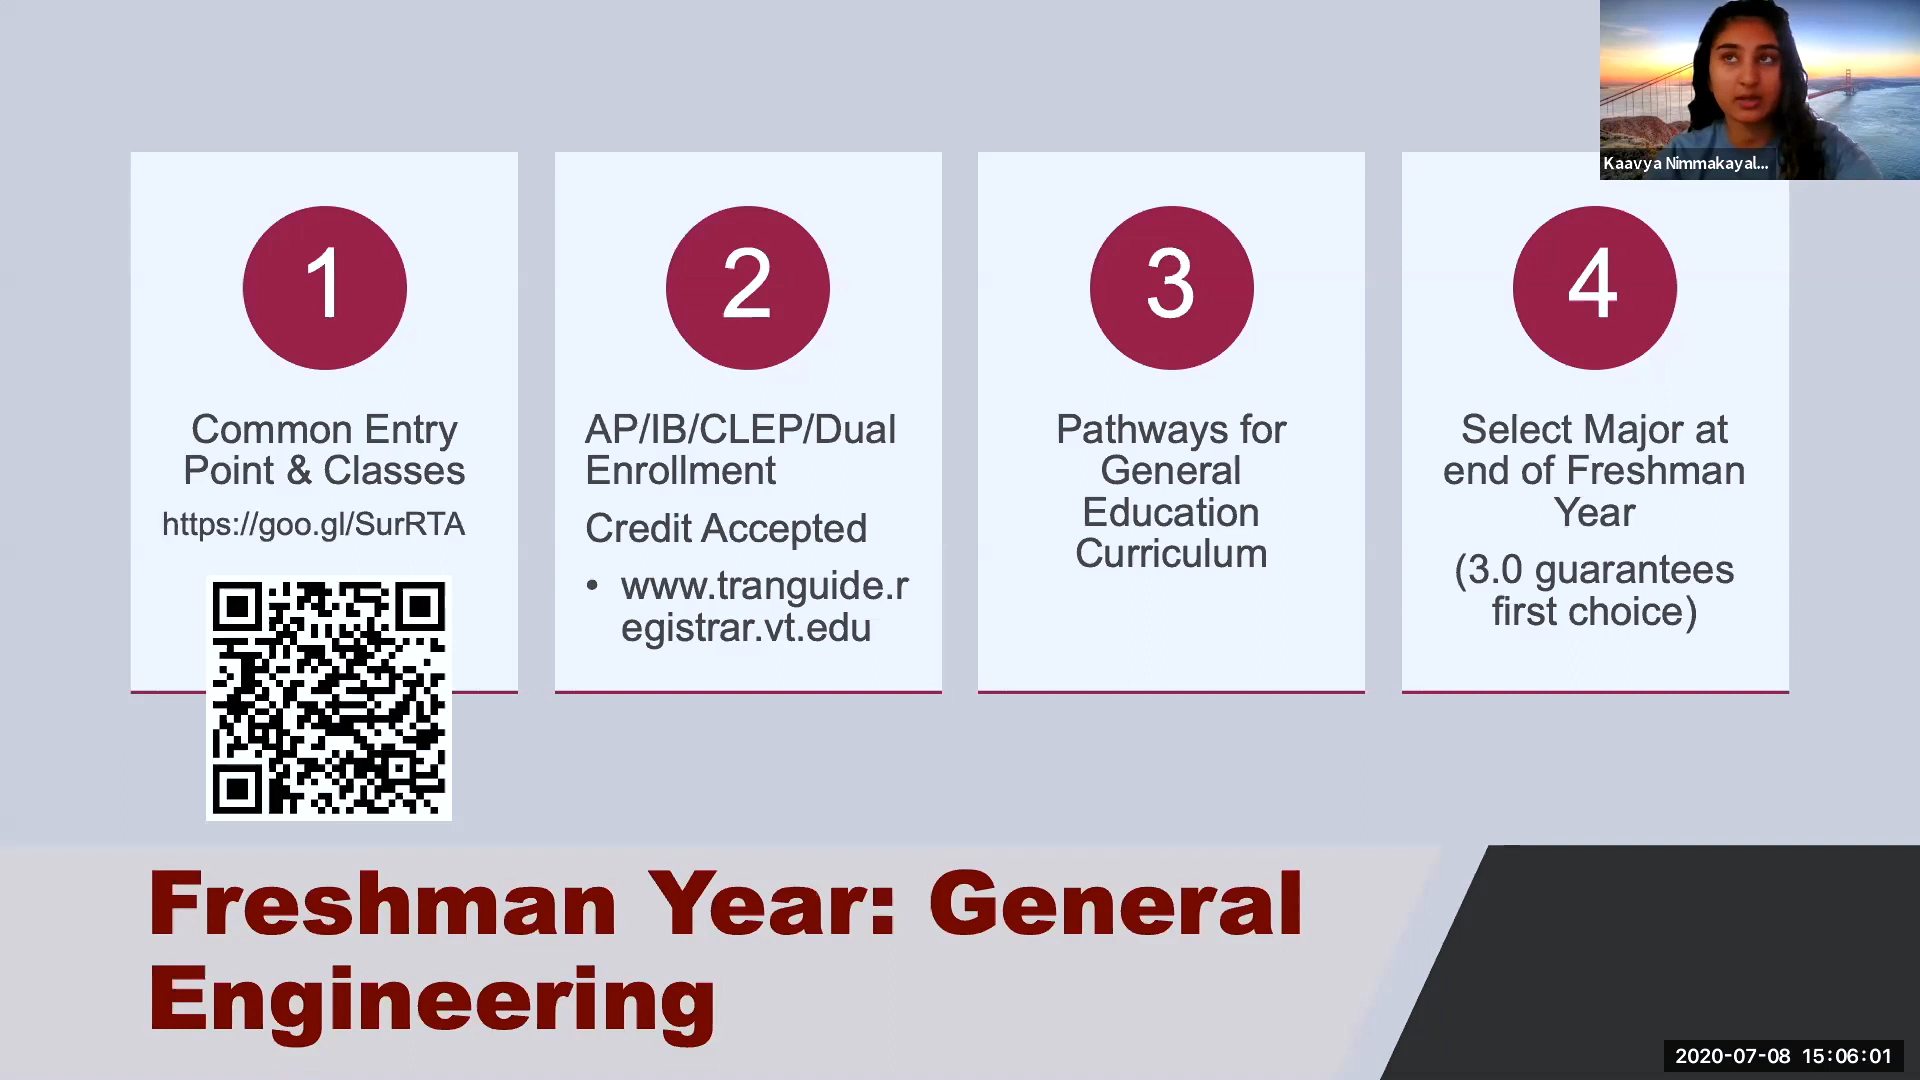 Kaavya Nimmakayal...
1
Common Entry
Point & Classes
https://goo.gl/SurRTA
2
AP/IB/CLEP/Dual
Enrollment
Credit Accepted
• www.tranguide.r
egistrar.vt.edu
3
Pathways for
General
Education
Curriculum
4
Select Major at
end of Freshman
Year
(3.0 guarantees
first choice)
Freshman Year: General
Engineering
2020-07-08 15:06:01